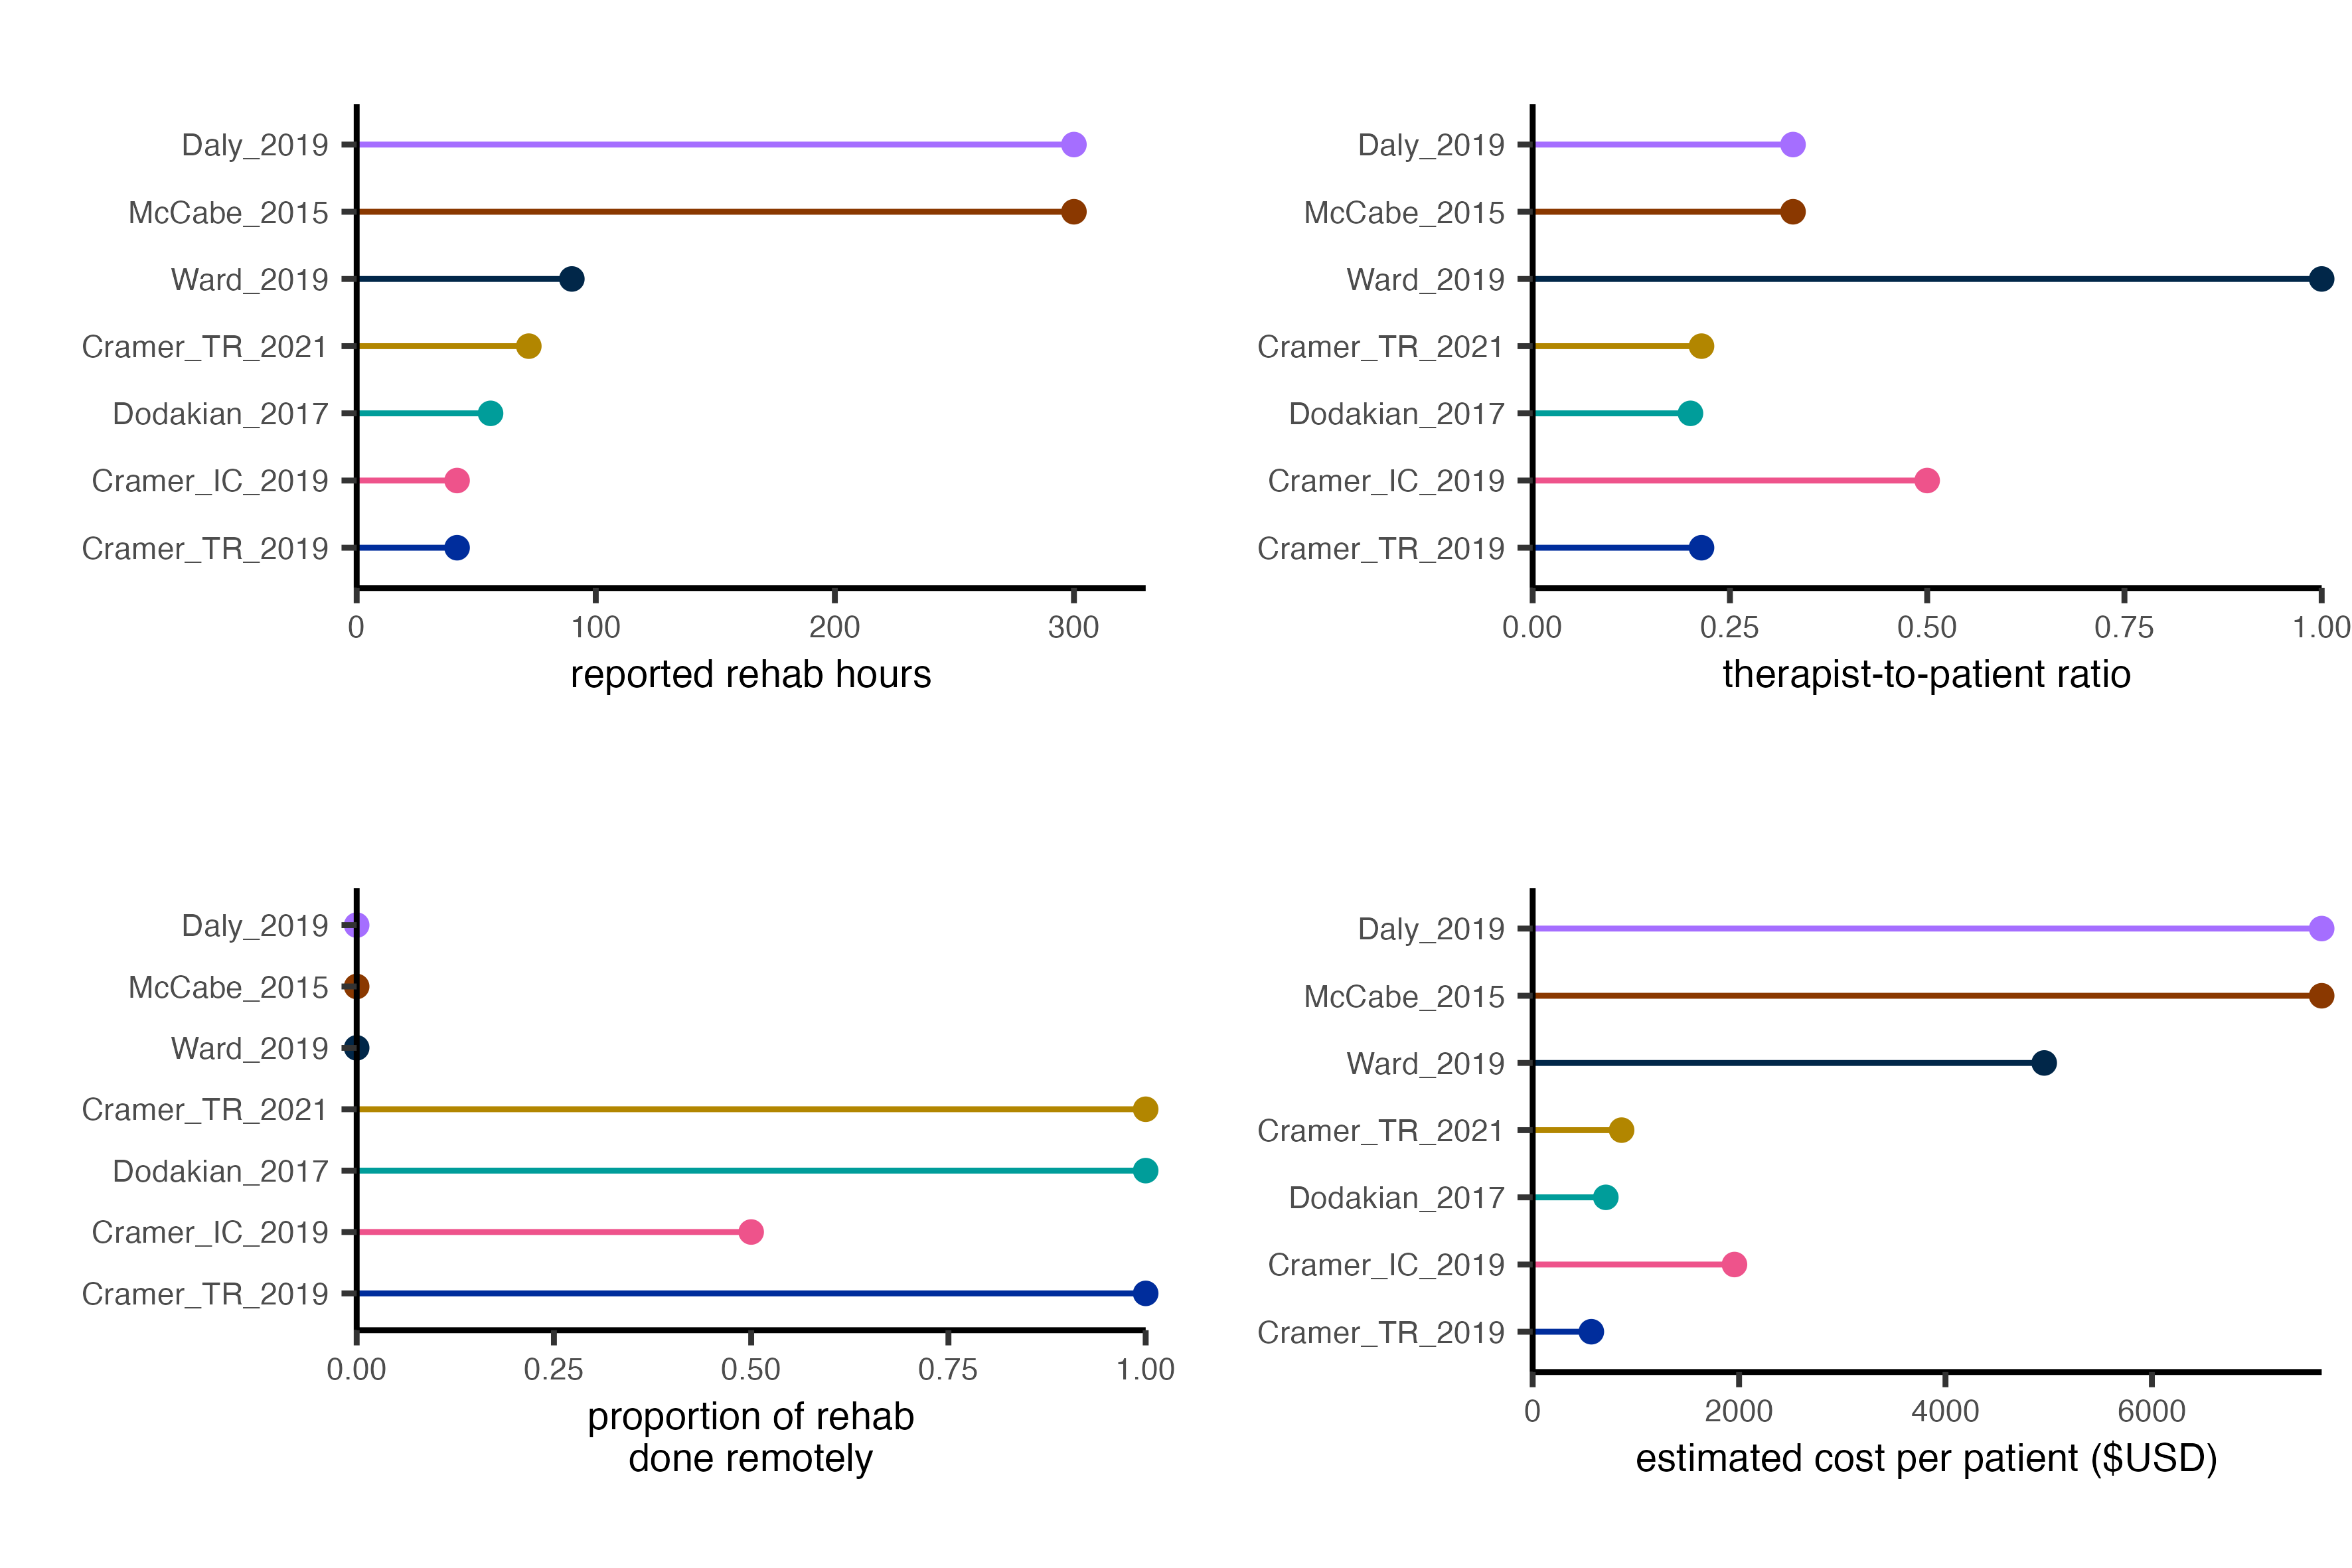 Daly_2019
McCabe_2015
Ward_2019
Cramer_TR_2021
Dodakian_2017
Cramer_IC_2019
Cramer_TR_2019
0 100 200 300
reported rehab hours
Daly_2019
McCabe_2015
Ward_2019
Cramer_TR_2021
Dodakian_2017
Cramer_IC_2019
Cramer_TR_2019
0.00 0.25 0.50 0.75 1.00
therapist-to-patient ratio
Daly_2019
McCabe_2015
Ward_2019
Cramer_TR_2021
Dodakian_2017
Cramer_IC_2019
Cramer_TR_2019
0.00 0.25 0.50 0.75 1.00
proportion of rehab
done remotely
Daly_2019
McCabe_2015
Ward_2019
Cramer_TR_2021
Dodakian_2017
Cramer_IC_2019
Cramer_TR_2019
0 2000 4000 6000
estimated cost per patient ($USD)